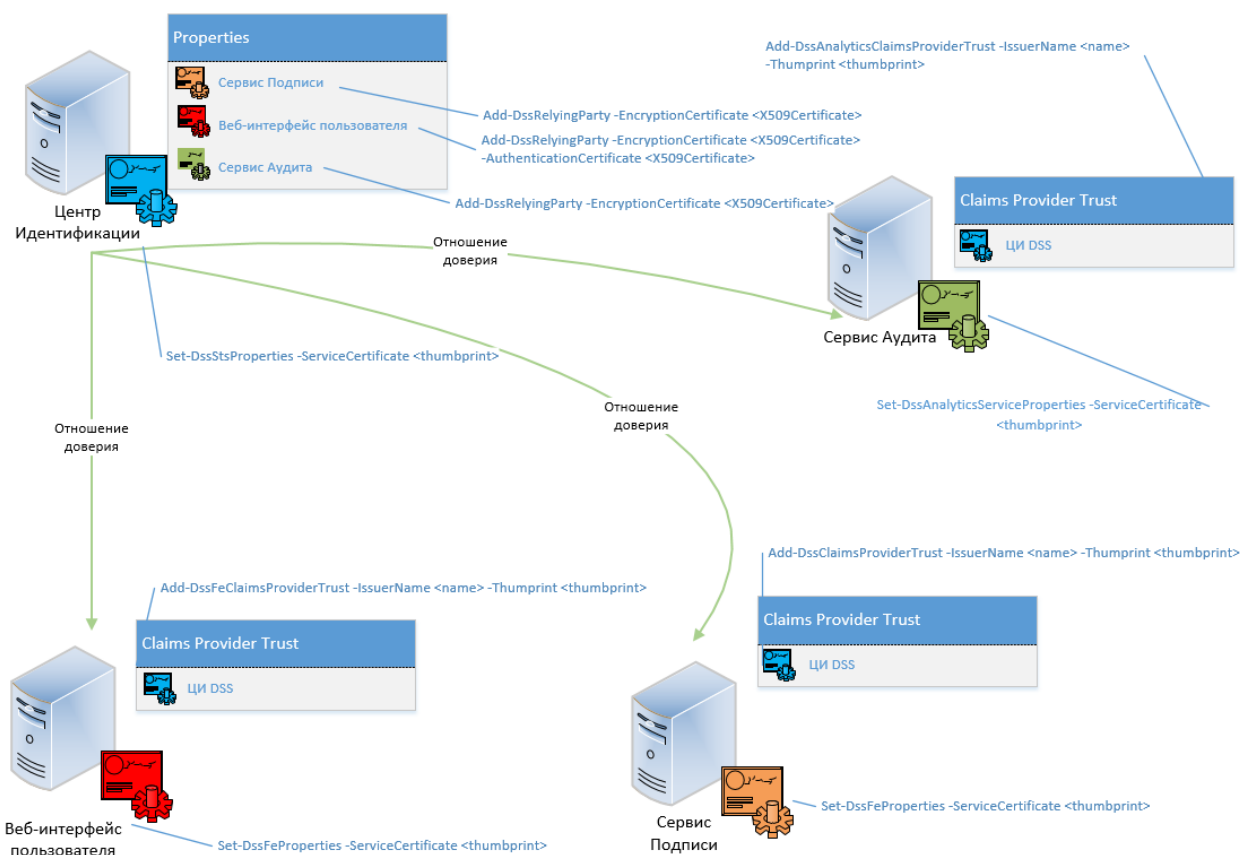 Properties
Сервис Подписи
Веб-интерфейс пользователя
Сервис Аудита
Центр
Идентификации
Add-DssRelyingParty -EncryptionCertificate <X509Certificate>
Add-DssRelyingParty -EncryptionCertificate <X509Certificate>
-AuthenticationCertificate <X509Certificate>
Add-DssRelyingParty -EncryptionCertificate <X509Certificate>
Add-DssAnalyticsClaimsProviderTrust -IssuerName <name>
-Thumprint <thumbprint>
Claims Provider Trust
ЦИ DSS
Сервис Аудита
Set-DssAnalyticsServiceProperties -ServiceCertificate
<thumbprint>
Отношение
доверия
Set-DssStsProperties -ServiceCertificate <thumbprint>
Отношение
доверия
Отношение
доверия
Add-DssFeClaimsProviderTrust -IssuerName <name> -Thumprint <thumbprint>
Claims Provider Trust
ЦИ DSS
Веб-интерфейс
пользователя
Set-DssFeProperties -ServiceCertificate <thumbprint>
Add-DssClaimsProviderTrust -IssuerName <name> -Thumprint <thumbprint>
Claims Provider Trust
ЦИ DSS
Сервис
Подписи
Set-DssFeProperties -ServiceCertificate <thumbprint>